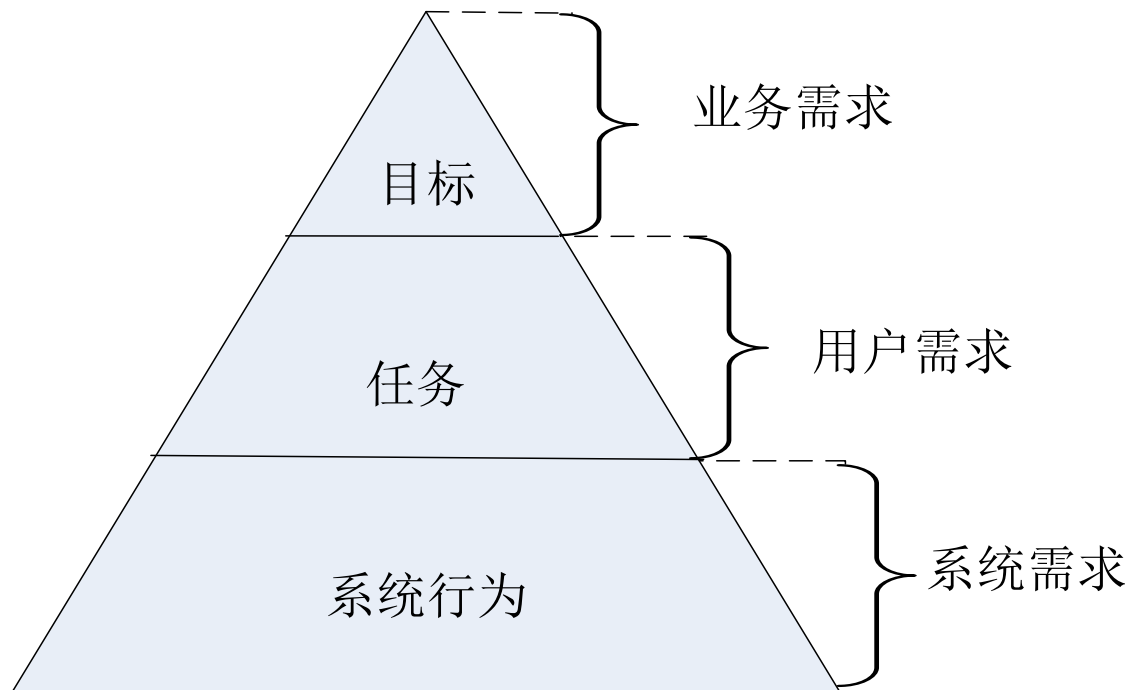 业务需求
目标
用户需求
任务
系统需求
系统行为